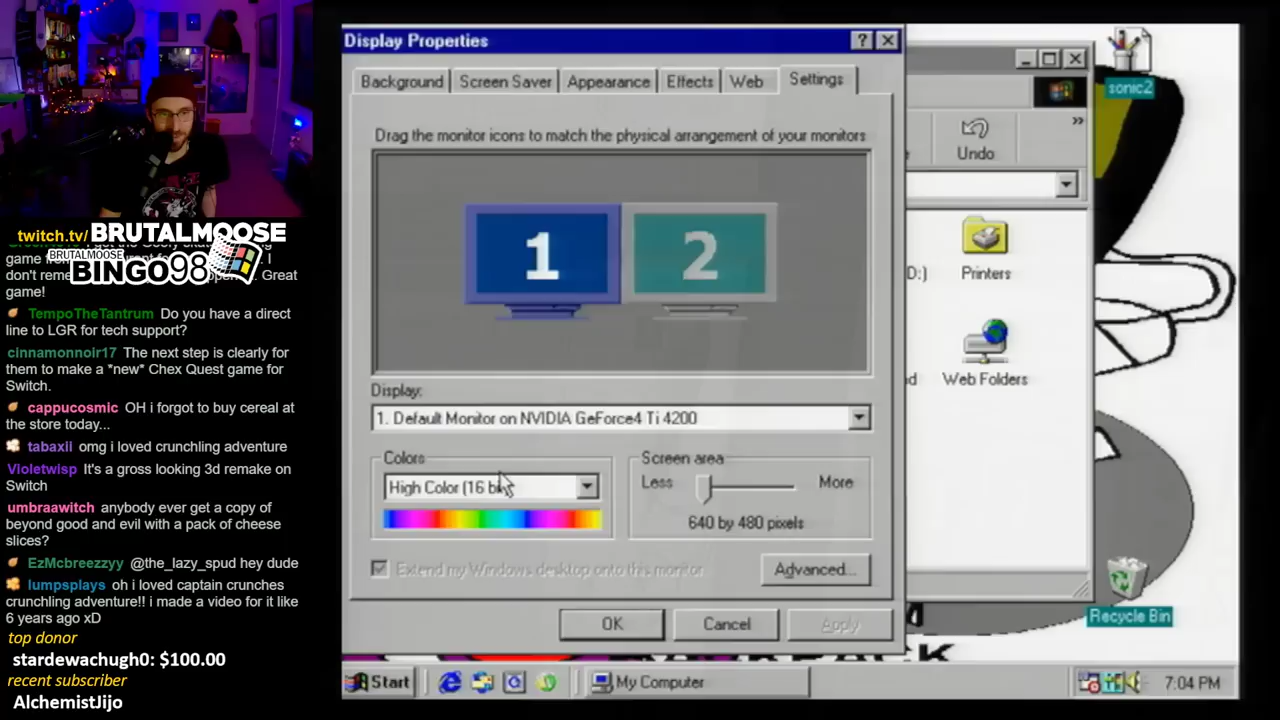 twitch.tv/BRUTALMOOSE
BRUTALMOOSE
BINGO98
game
don't
Great
game!
TempoTheTantrum Do you have a direct
line to LGR for tech support?
cinnamonnoir17 The next step is clearly for
them to make a *new* Chex Quest game for
Switch.
cappucosmic OH i forgot to buy cereal at
the store today...
tabaxii omg i loved crunchling adventure
Violetwisp It's a gross looking 3d remake on
Switch
umbraawitch anybody ever get a copy of
beyond good and evil with a pack of cheese
slices?
EzMcbreezzyy @the_lazy_spud hey dude
lumpsplays oh i loved captain crunches
crunchling adventure!! i made a video for it like
6 years ago xD
top donor
stardewachugh0: $100.00
recent subscriber
AlchemistJijo
Display Properties
Background Screen Saver Appearance Effects Web Settings
Drag the monitor icons to match the physical arrangement of your monitors
1 2
Display:
1. Default Monitor on NVIDIA GeForce4 Ti 4200
Colors
High Color (16
Screen area
Less More
640 by 480 pixels
Extend my Windows desktop onto this monitor
Advanced...
OK Cancel Apply
Undo
D:)
Printers
Web Folders
sonic2
Recycle Bin
Start
My Computer
7:04 PM